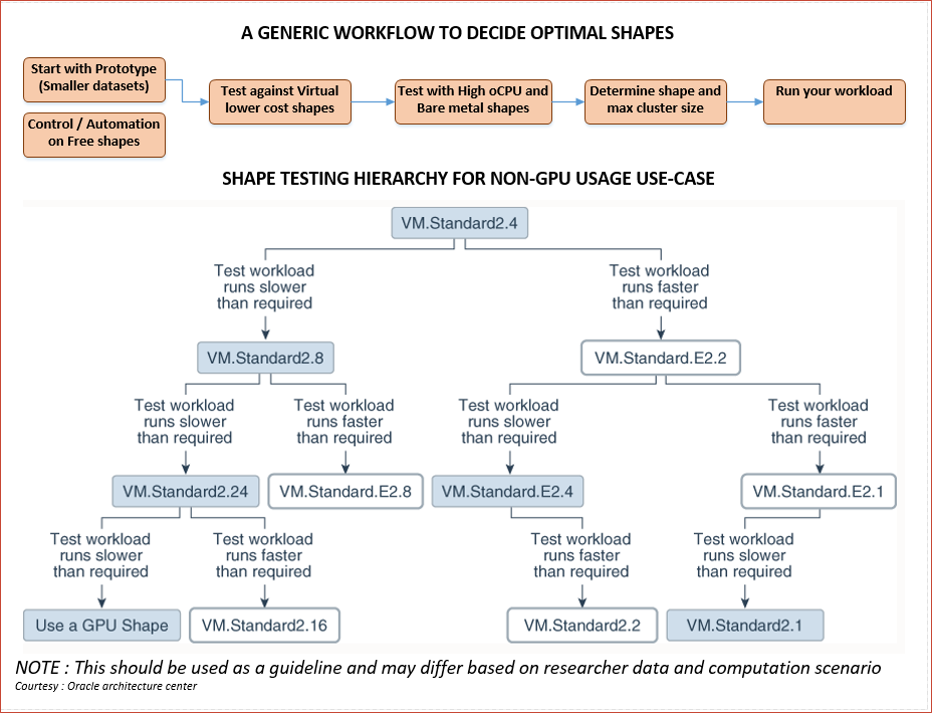 A GENERIC WORKFLOW TO DECIDE OPTIMAL SHAPES
Start with Prototype
(Smaller datasets)
Control / Automation
on Free shapes
Test against Virtual
lower cost shapes
Test with High oCPU and
Bare metal shapes
Determine shape and
max cluster size
Run your workload
SHAPE TESTING HIERARCHY FOR NON-GPU USAGE USE-CASE
VM.Standard2.4
Test workload
runs slower
than required
Test workload
runs faster
than required
VM.Standard2.8
VM.Standard.E2.2
Test workload
runs slower
than required
Test workload
runs faster
than required
Test workload
runs slower
than required
Test workload
runs faster
than required
VM.Standard2.24
VM.Standard.E2.8
VM.Standard.E2.4
VM.Standard.E2.1
Test workload
runs slower
than required
Test workload
runs faster
than required
Test workload
runs faster
than required
Test workload
runs slower
than required
Use a GPU Shape
VM.Standard2.16
VM.Standard2.2
VM.Standard2.1
NOTE : This should be used as a guideline and may differ based on researcher data and computation scenario
Courtesy : Oracle architecture center